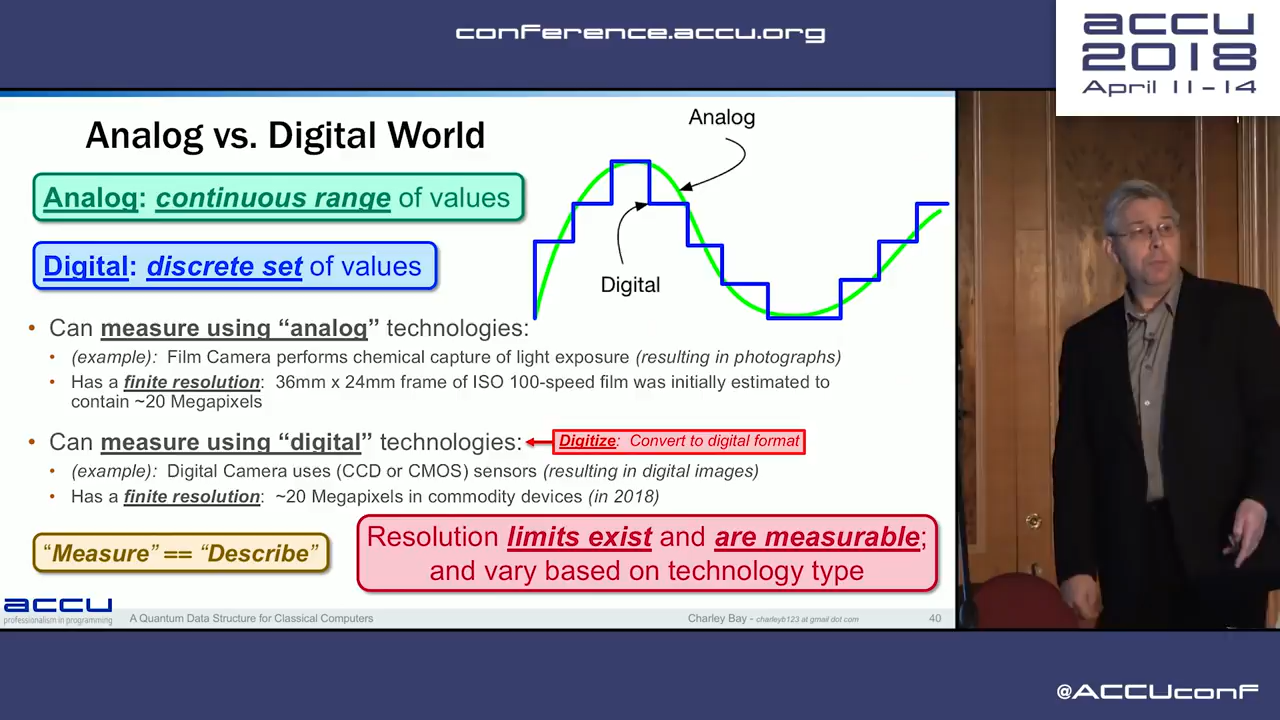 conference.accu.org
accu
2018
April 11-14
Analog vs. Digital World
Analog
Digital
Analog: continuous range of values
Digital: discrete set of values
• Can measure using “analog” technologies:
• (example): Film Camera performs chemical capture of light exposure (resulting in photographs)
• Has a finite resolution: 36mm x 24mm frame of ISO 100-speed film was initially estimated to
contain ~20 Megapixels
• Can measure using “digital” technologies:
Digitize: Convert to digital format
• (example): Digital Camera uses (CCD or CMOS) sensors (resulting in digital images)
• Has a finite resolution: ~20 Megapixels in commodity devices (in 2018)
“Measure” == “Describe”
Resolution limits exist and are measurable;
and vary based on technology type
accu
professionalism in programming
A Quantum Data Structure for Classical Computers
Charley Bay - charleyb123 at gmail dot com
40
@ACCUconf